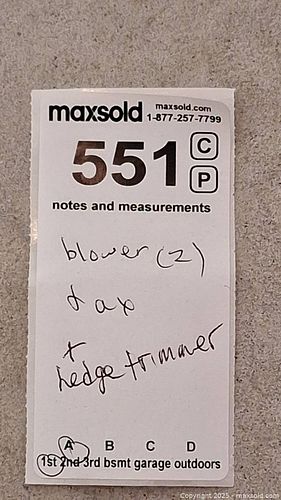 maxsold maxsold.com
1-877-257-7799
551 C
P
notes and measurements
blower (2)
& ax
+
hedge trimmer
A B C D
1st 2nd 3rd bsmt garage outdoors
Copyright 2025 - maxsold.com